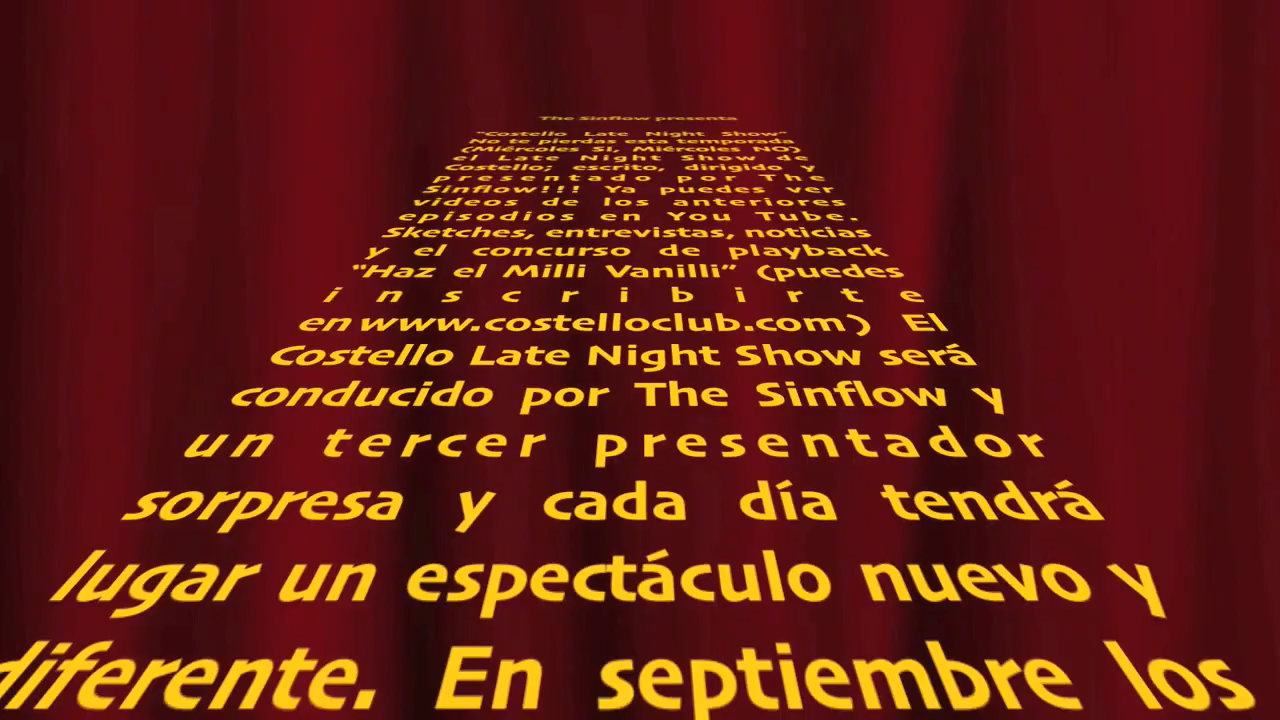 The Sinflow presenta
"Costello Late Night Show"
No te pierdas esta temporada
(Miércoles SI, Miércoles NO)
el Late Night Show de
Costello; escrito, dirigido y
presentado por The
Sinflow!!! Ya puedes ver
videos de los anteriores
episodios en You Tube.
Sketches, entrevistas, noticias
y el concurso de playback
"Haz el Milli Vanilli" (puedes
inscribirte
en www.costelloclub.com) El
Costello Late Night Show será
conducido por The Sinflow y
un tercer presentador
sorpresa y cada día tendrá
lugar un espectáculo nuevo y
diferente. En septiembre los